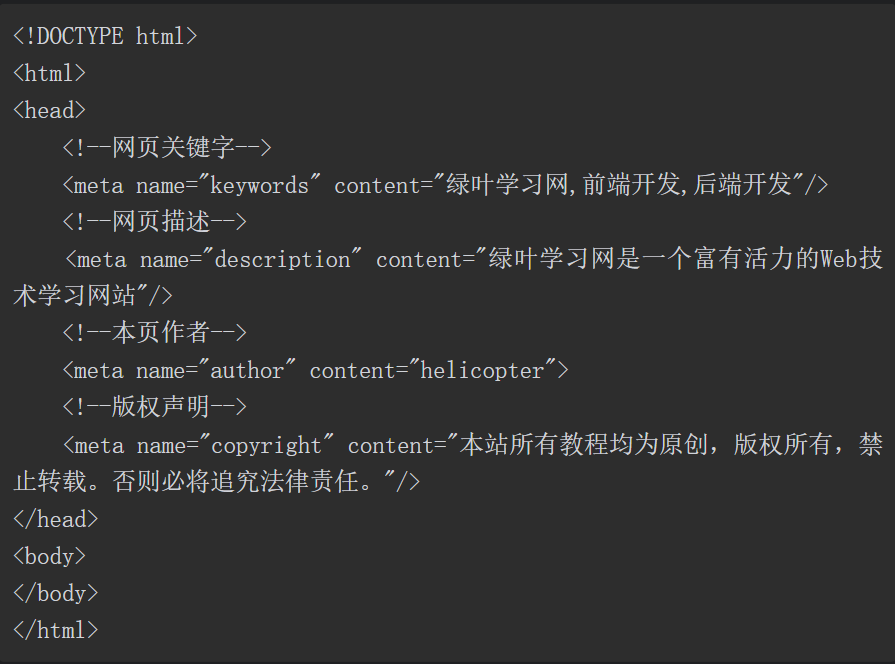 <!DOCTYPE html>
<html>
<head>
    <!--网页关键字-->
    <meta name="keywords" content="绿叶学习网,前端开发,后端开发"/>
    <!--网页描述-->
    <meta name="description" content="绿叶学习网是一个富有活力的Web技
术学习网站"/>
    <!--本页作者-->
    <meta name="author" content="helicopter">
    <!--版权声明-->
    <meta name="copyright" content="本站所有教程均为原创，版权所有，禁
止转载。否则必将追究法律责任。"/>
</head>
<body>
</body>
</html>